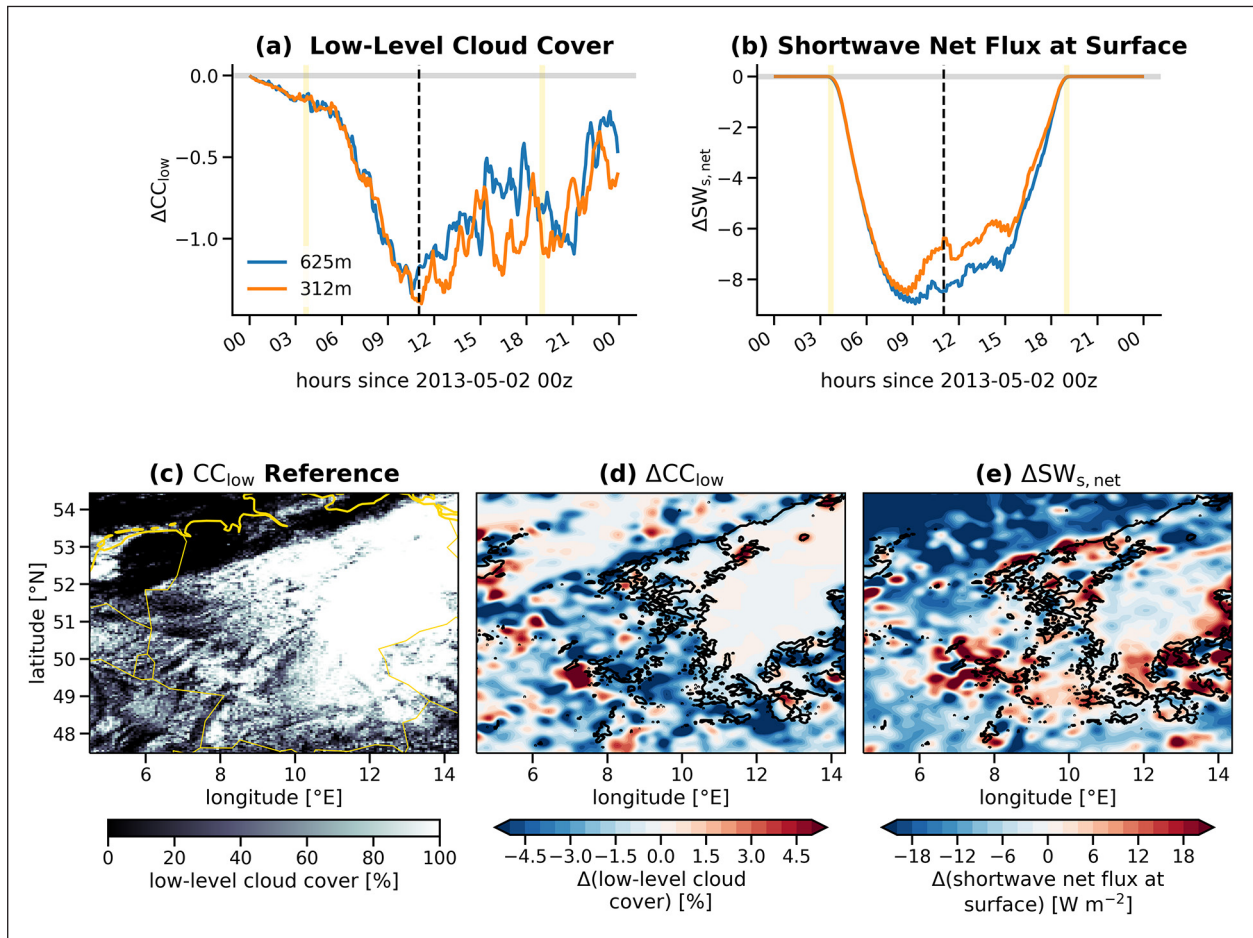 (a) Low-Level Cloud Cover
(b) Shortwave Net Flux at Surface
0.0
−0.5
−1.0
ΔCC_low
625m
312m
00 03 06 09 12 15 18 21 00
hours since 2013-05-02 00z
0
−2
−4
−6
−8
ΔSW_s, net
00 03 06 09 12 15 18 21 00
hours since 2013-05-02 00z
(c) CC_low Reference
(d) ΔCC_low
(e) ΔSW_s, net
54
53
52
51
50
49
48
latitude [°N]
6 8 10 12 14
longitude [°E]
6 8 10 12 14
longitude [°E]
6 8 10 12 14
longitude [°E]
0 20 40 60 80 100
low-level cloud cover [%]
−4.5 −3.0 −1.5 0.0 1.5 3.0 4.5
Δ(low-level cloud
cover) [%]
−18 −12 −6 0 6 12 18
Δ(shortwave net flux at
surface) [W m⁻²]